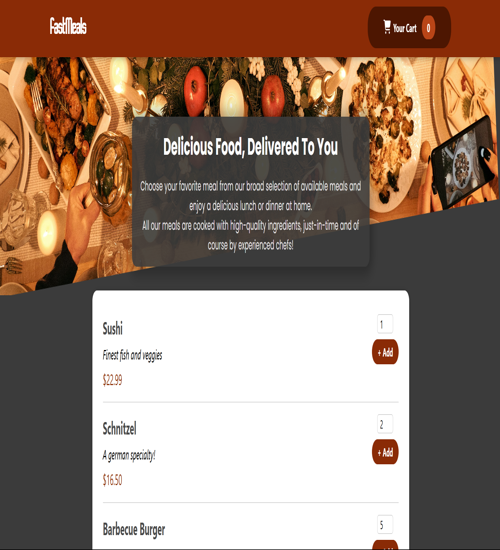 FastMeals
Your Cart 0
Delicious Food, Delivered To You
Choose your favorite meal from our broad selection of available meals and
enjoy a delicious lunch or dinner at home.
All our meals are cooked with high-quality ingredients, just-in-time and of
course by experienced chefs!
Sushi
1
Finest fish and veggies
+ Add
$22.99
Schnitzel
2
A german specialty!
+ Add
$16.50
Barbecue Burger
5